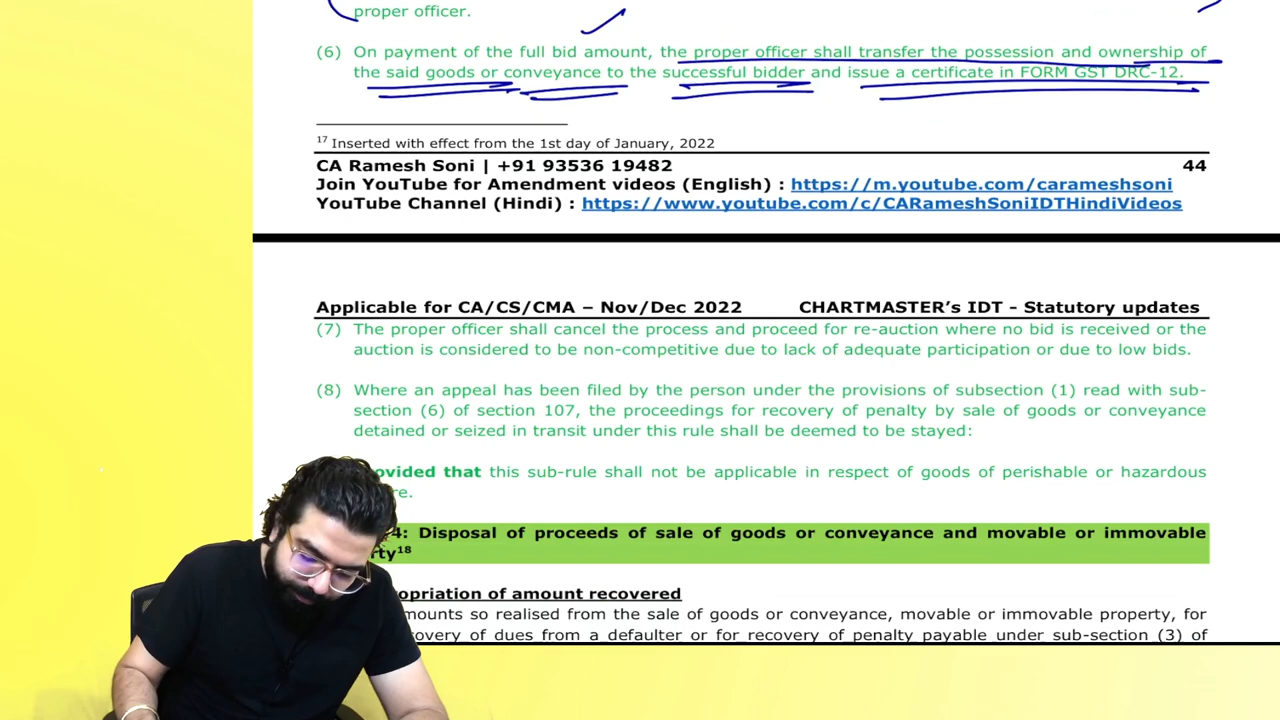 proper officer.
(6) On payment of the full bid amount, the proper officer shall transfer the possession and ownership of
the said goods or conveyance to the successful bidder and issue a certificate in FORM GST DRC-12.
17 Inserted with effect from the 1st day of January, 2022
CA Ramesh Soni | +91 93536 19482 44
Join YouTube for Amendment videos (English) : https://m.youtube.com/carameshsoni
YouTube Channel (Hindi) : https://www.youtube.com/c/CARameshSoniIDTHindiVideos
Applicable for CA/CS/CMA – Nov/Dec 2022 CHARTMASTER's IDT - Statutory updates
(7) The proper officer shall cancel the process and proceed for re-auction where no bid is received or the
auction is considered to be non-competitive due to lack of adequate participation or due to low bids.
(8) Where an appeal has been filed by the person under the provisions of subsection (1) read with sub-
section (6) of section 107, the proceedings for recovery of penalty by sale of goods or conveyance
detained or seized in transit under this rule shall be deemed to be stayed:
ovided that this sub-rule shall not be applicable in respect of goods of perishable or hazardous
re.
4: Disposal of proceeds of sale of goods or conveyance and movable or immovable
rty18
opriation of amount recovered
mounts so realised from the sale of goods or conveyance, movable or immovable property, for
overy of dues from a defaulter or for recovery of penalty payable under sub-section (3) of